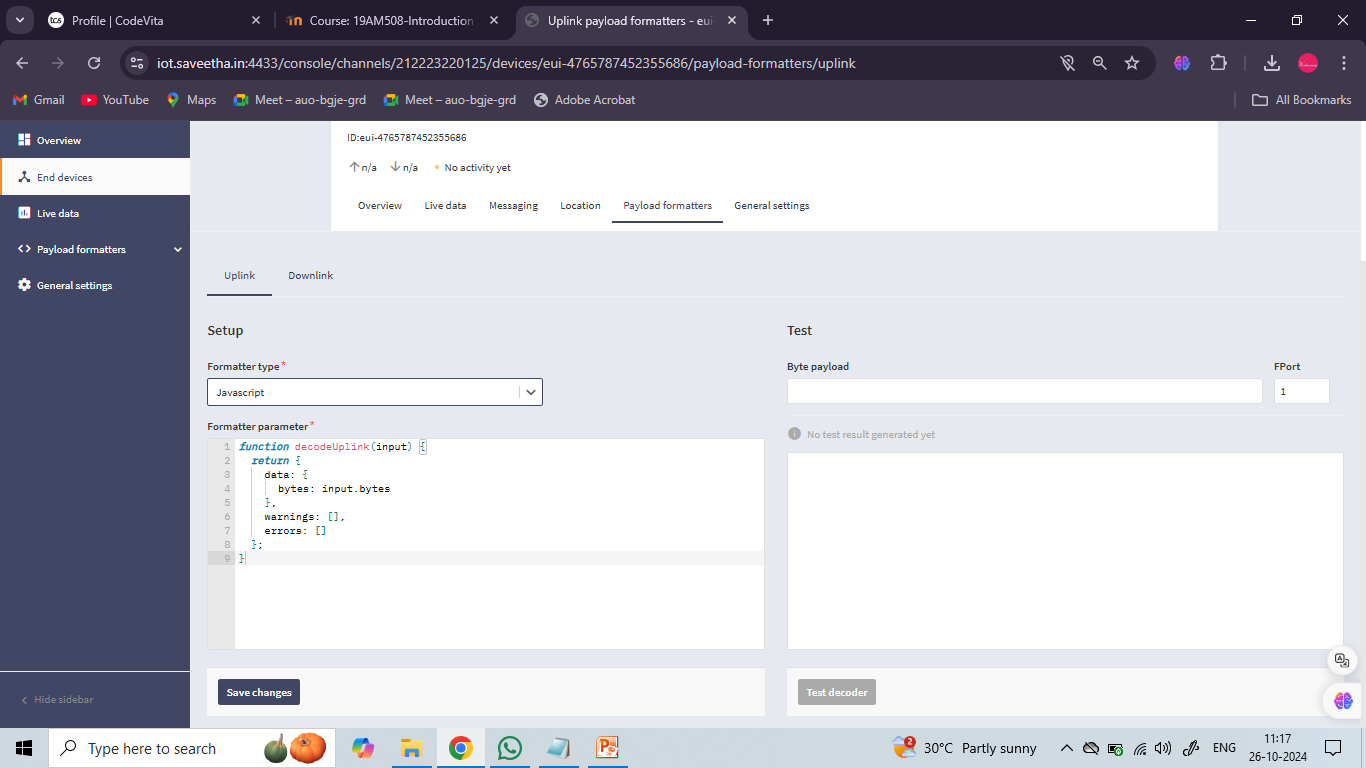 tcs Profile | CodeVita
Course: 19AM508-Introduction
Uplink payload formatters - eui-
iot.saveetha.in:4433/console/channels/212223220125/devices/eui-4765787452355686/payload-formatters/uplink
Gmail YouTube Maps Meet – auo-bgje-grd Meet – auo-bgje-grd Adobe Acrobat All Bookmarks
Overview
End devices
Live data
Payload formatters
General settings
Hide sidebar
ID:eui-4765787452355686
n/a n/a No activity yet
Overview Live data Messaging Location Payload formatters General settings
Uplink Downlink
Setup
Formatter type*
Javascript
Formatter parameter*
1 function decodeUplink(input) {
2 return {
3 data: {
4 bytes: input.bytes
5 },
6 warnings: [],
7 errors: []
8 };
9 }
Save changes
Test
Byte payload FPort
1
No test result generated yet
Test decoder
Type here to search
2 30°C Partly sunny ENG
11:17
26-10-2024